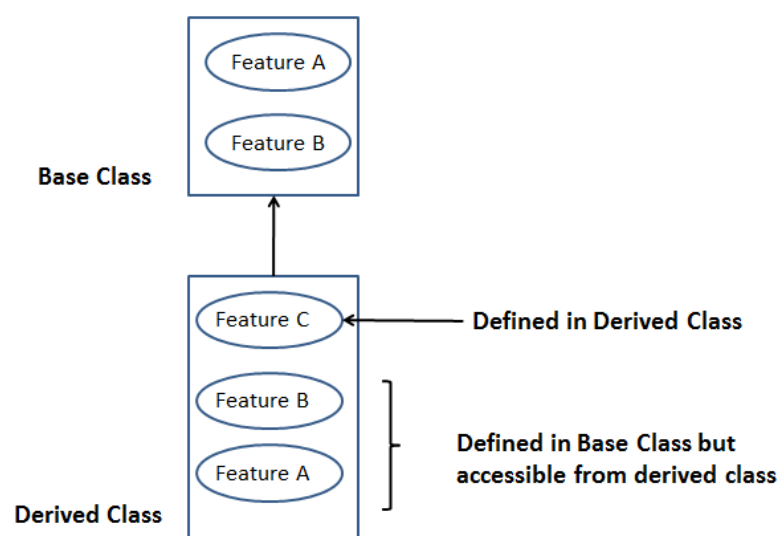 Feature A
Feature B
Base Class
Feature C
Defined in Derived Class
Feature B
Defined in Base Class but
accessible from derived class
Feature A
Derived Class